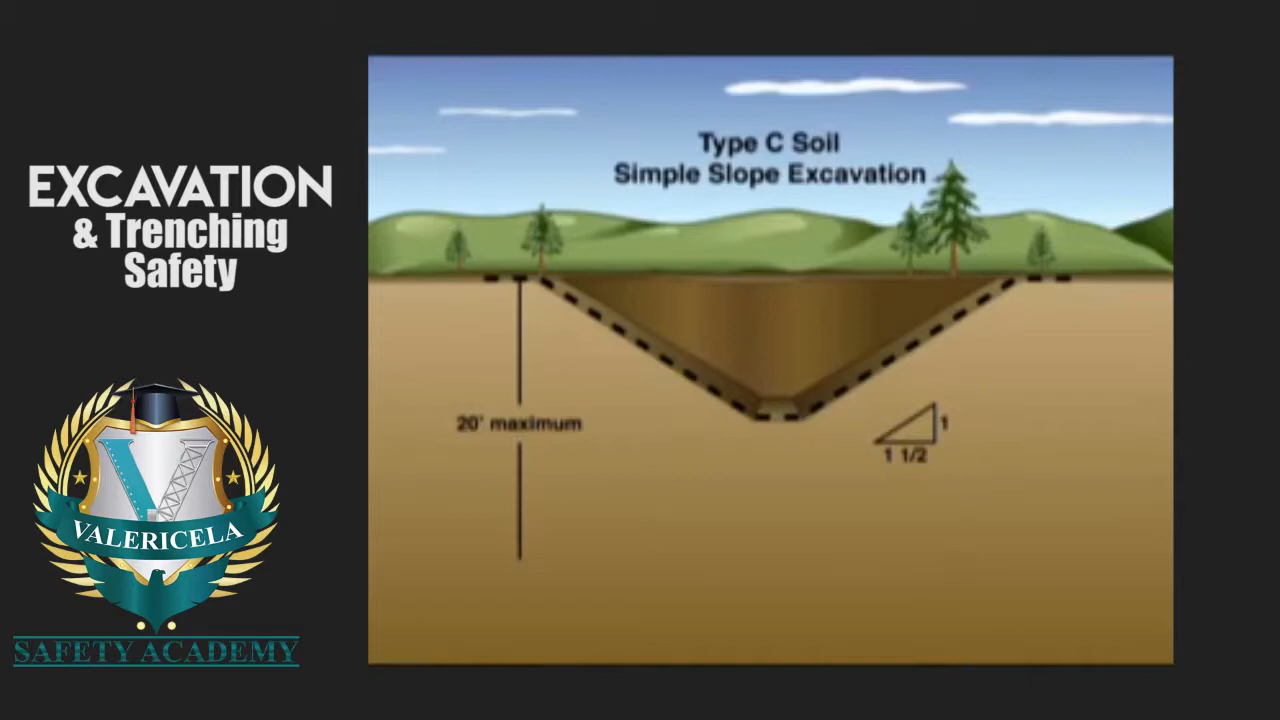 EXCAVATION
& Trenching
Safety
VALERICELA
SAFETY ACADEMY
Type C Soil
Simple Slope Excavation
20' maximum
1
1 1/2